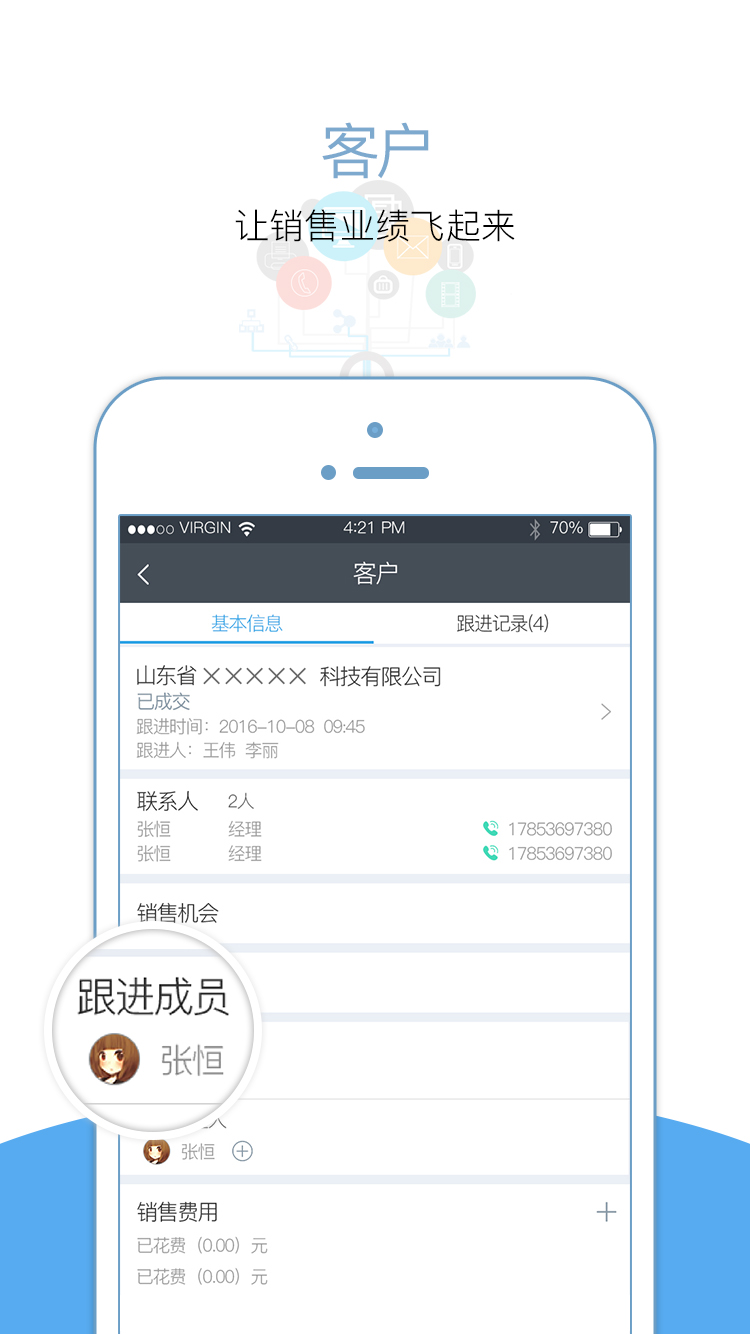 客户
让销售业绩飞起来
VIRGIN 4:21 PM 70%
客户
基本信息 跟进记录(4)
山东省××××× 科技有限公司
已成交
跟进时间：2016-10-08 09:45
跟进人：王伟 李丽
联系人 2人
张恒 经理 17853697380
张恒 经理 17853697380
销售机会
跟进成员
张恒
人
张恒
销售费用
已花费（0.00）元
已花费（0.00）元